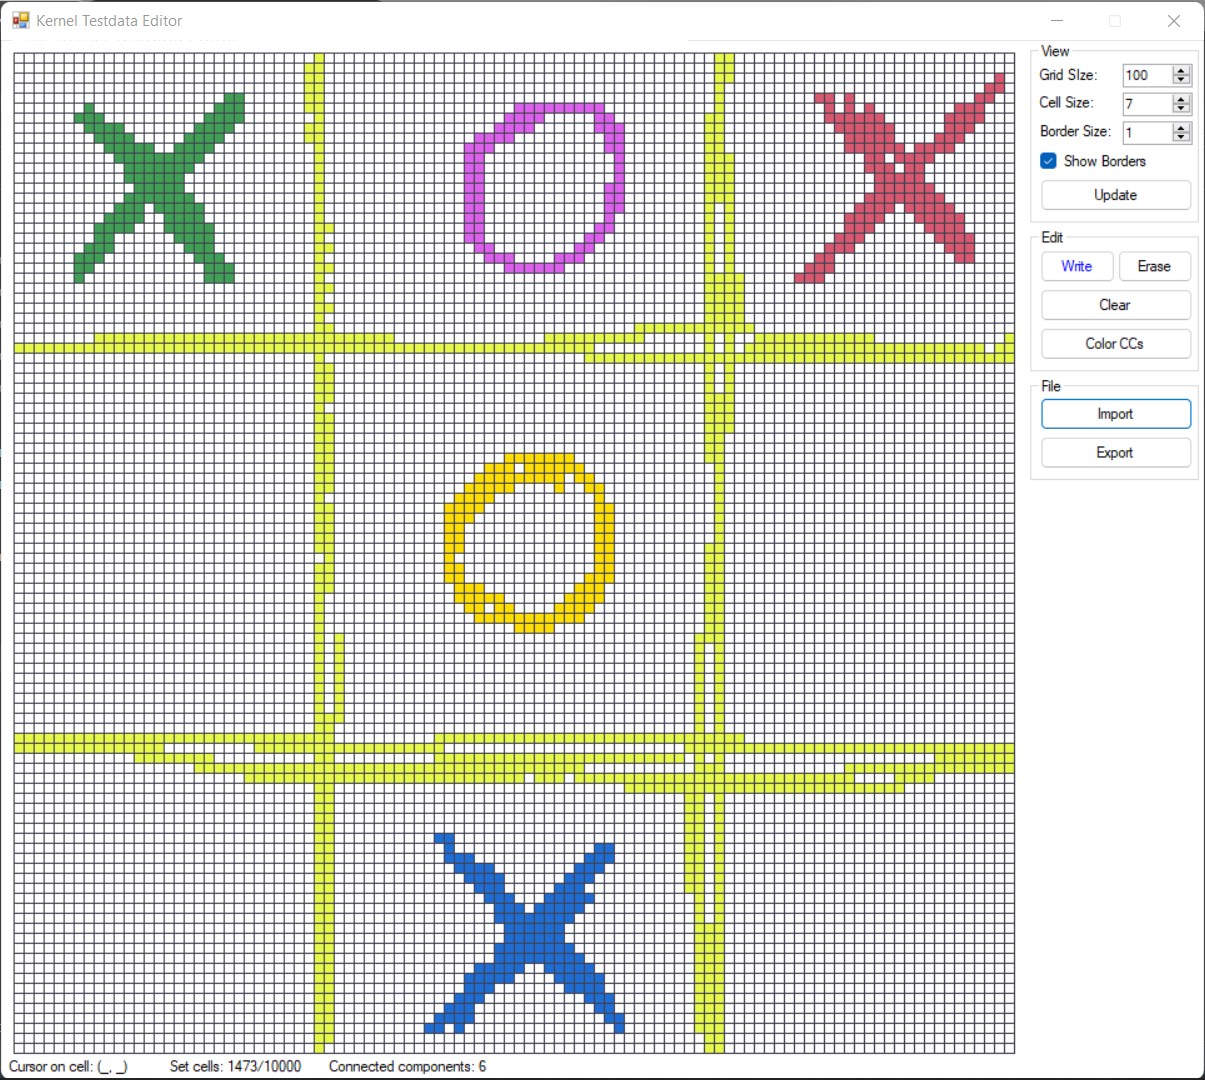 Kernel Testdata Editor
View
Grid SIze:
100
Cell Size:
7
Border Size:
1
Show Borders
Update
Edit
Write
Erase
Clear
Color CCs
File
Import
Export
Cursor on cell: (_, _)
Set cells: 1473/10000
Connected components: 6